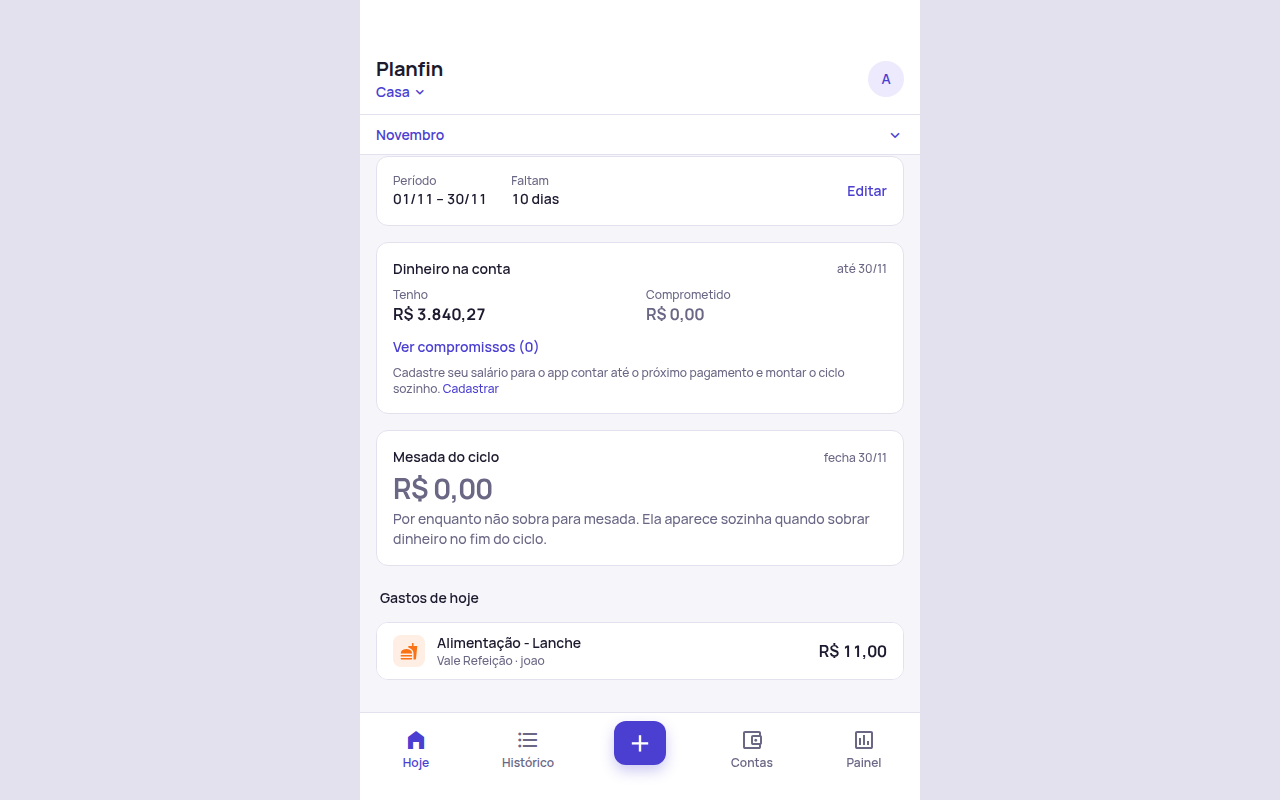 Planfin
Casa
A
Novembro
Período
Faltam
01/11 – 30/11
10 dias
Editar
Dinheiro na conta
até 30/11
Tenho
Comprometido
R$ 3.840,27
R$ 0,00
Ver compromissos (0)
Cadastre seu salário para o app contar até o próximo pagamento e montar o ciclo
sozinho. Cadastrar
Mesada do ciclo
fecha 30/11
R$ 0,00
Por enquanto não sobra para mesada. Ela aparece sozinha quando sobrar
dinheiro no fim do ciclo.
Gastos de hoje
Alimentação - Lanche
Vale Refeição · joao
R$ 11,00
Hoje
Histórico
Contas
Painel